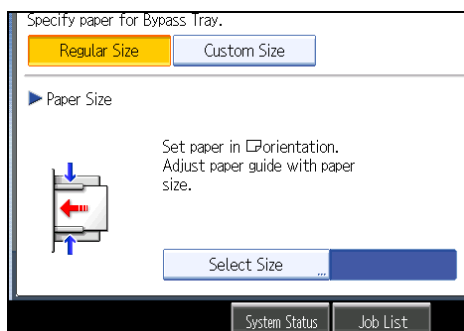 Specify paper for Bypass Tray.
Regular Size Custom Size
Paper Size
Set paper in orientation.
Adjust paper guide with paper
size.
Select Size ...
System Status Job List